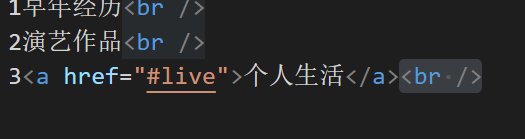 1早年经历<br />
2演艺作品<br />
3<a href="#live">个人生活</a><br />